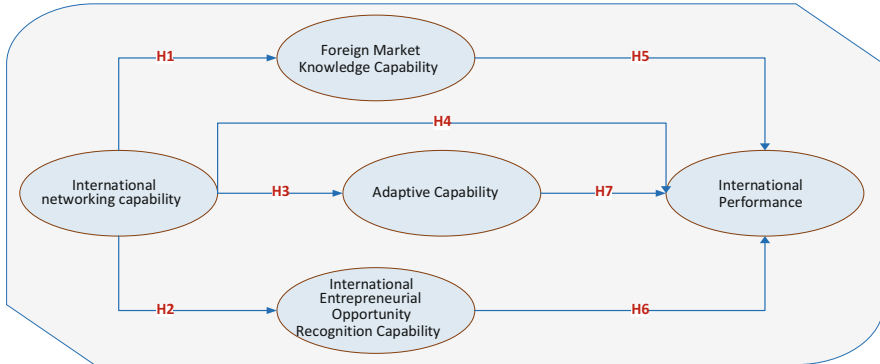 H1
Foreign Market
Knowledge Capability
H5
H4
International
networking capability
H3
Adaptive Capability
H7
International
Performance
H2
International
Entrepreneurial
Opportunity
Recognition Capability
H6